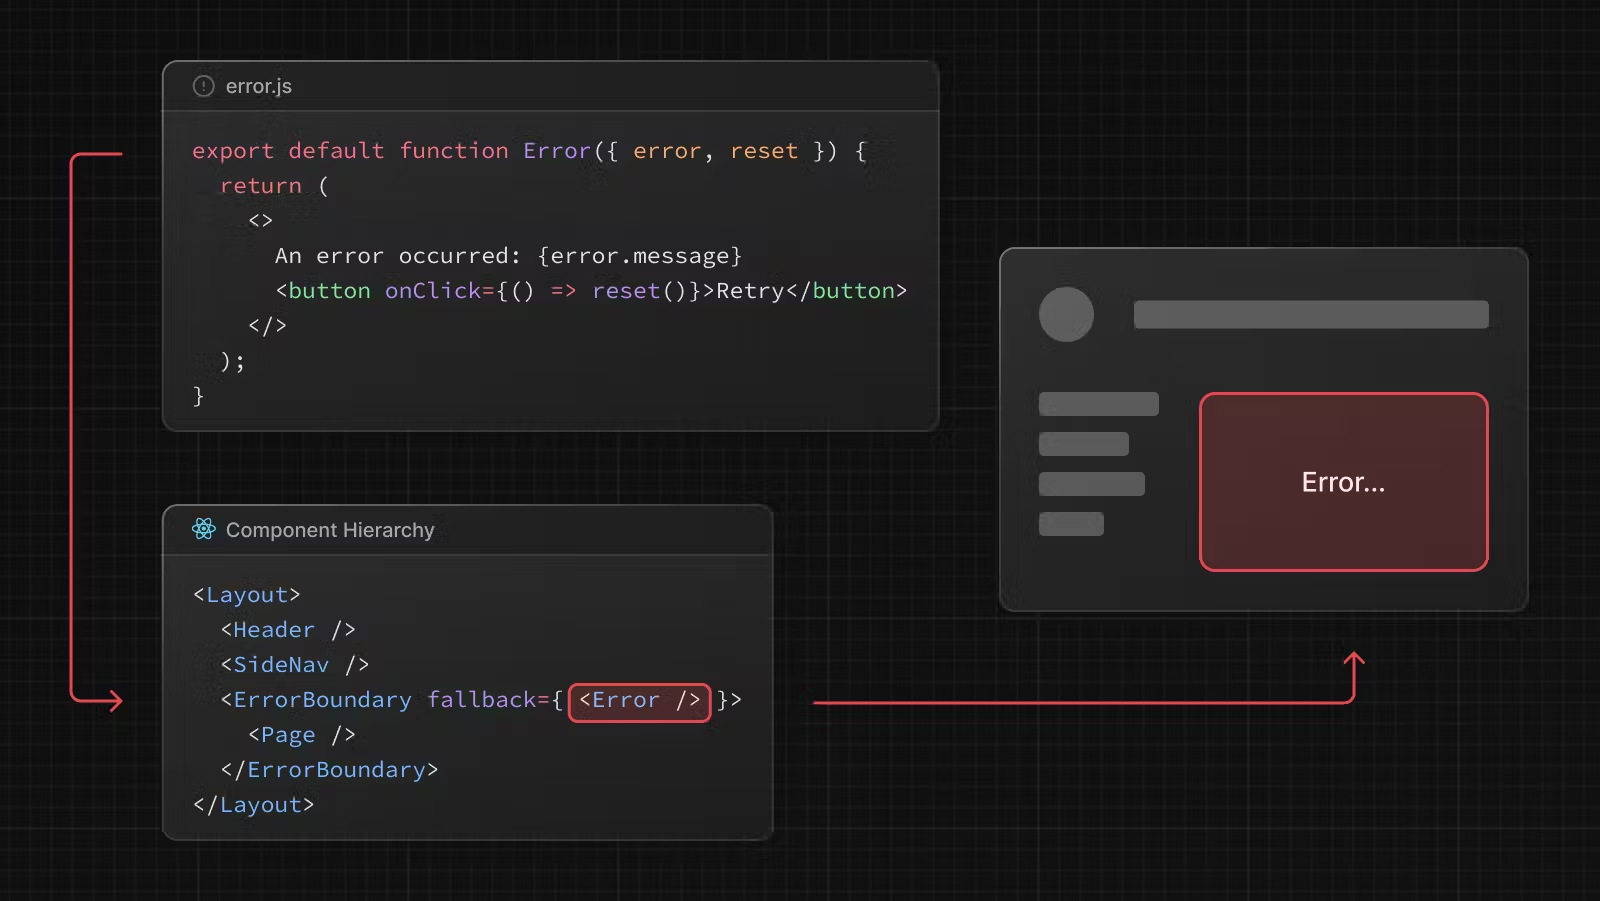 error.js
export default function Error({ error, reset }) {
  return (
    <>
      An error occurred: {error.message}
      <button onClick={() => reset()}>Retry</button>
    </>
  );
}
Component Hierarchy
<Layout>
  <Header />
  <SideNav />
  <ErrorBoundary fallback={ <Error /> }>
    <Page />
  </ErrorBoundary>
</Layout>
Error...